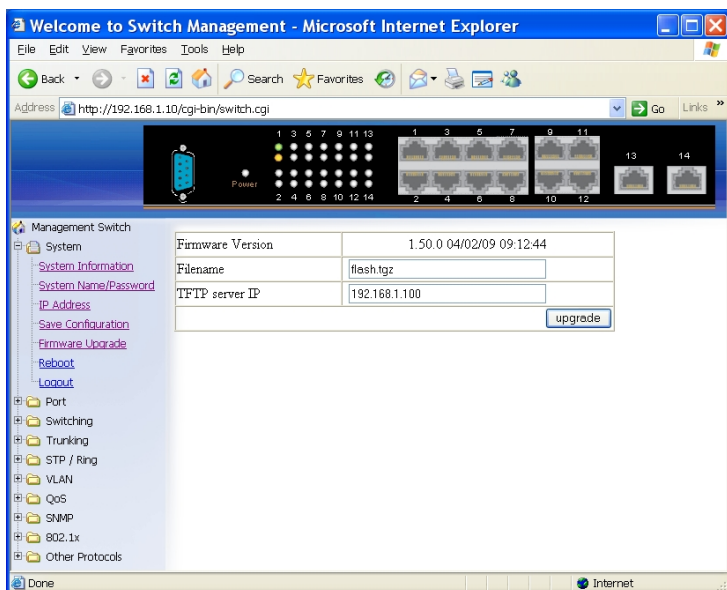 Welcome to Switch Management - Microsoft Internet Explorer
File Edit View Favorites Tools Help
Back Search Favorites
Address http://192.168.1.10/cgi-bin/switch.cgi Go Links »
1 3 5 7 9 11 13
Power
2 4 6 8 10 12 14
1 3 5 7 9 11
2 4 6 8 10 12
13 14
Management Switch
System
System Information
System Name/Password
IP Address
Save Configuration
Firmware Upgrade
Reboot
Logout
Port
Switching
Trunking
STP / Ring
VLAN
QoS
SNMP
802.1x
Other Protocols
Firmware Version 1.50.0 04/02/09 09:12:44
Filename flash.tgz
TFTP server IP 192.168.1.100
upgrade
Done Internet